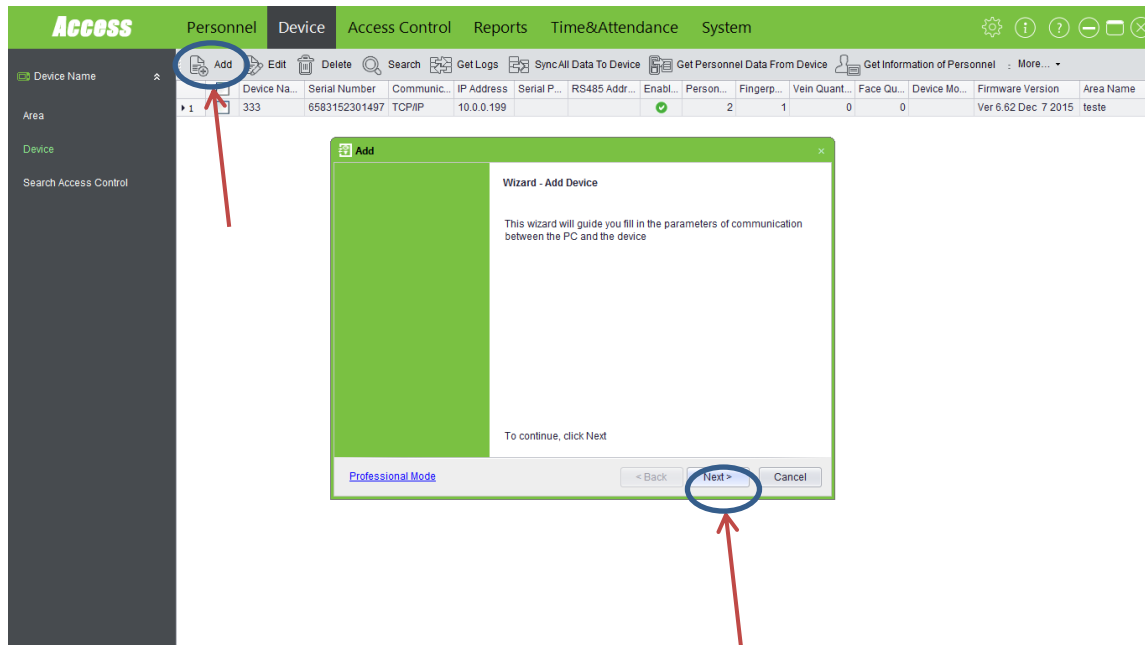 Access Personnel Device Access Control Reports Time&Attendance System
Device Name
Add Edit Delete Search Get Logs Sync All Data To Device Get Personnel Data From Device Get Information of Personnel More...
Device Na... Serial Number Communic... IP Address Serial P... RS485 Addr... Enabl... Person... Fingerp... Vein Quant... Face Qu... Device Mo... Firmware Version Area Name
1 333 6583152301497 TCP/IP 10.0.0.199 2 1 0 0 Ver 6.62 Dec 7 2015 teste
Area
Device
Search Access Control
Add
Wizard - Add Device
This wizard will guide you fill in the parameters of communication
between the PC and the device
To continue, click Next
Professional Mode < Back Next > Cancel